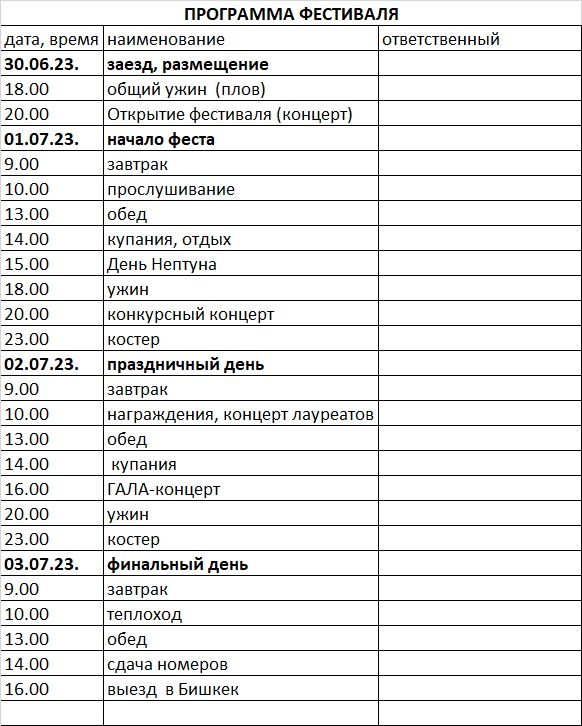 ПРОГРАММА ФЕСТИВАЛЯ
дата, время наименование ответственный
30.06.23. заезд, размещение
18.00 общий ужин (плов)
20.00 Открытие фестиваля (концерт)
01.07.23. начало феста
9.00 завтрак
10.00 прослушивание
13.00 обед
14.00 купания, отдых
15.00 День Нептуна
18.00 ужин
20.00 конкурсный концерт
23.00 костер
02.07.23. праздничный день
9.00 завтрак
10.00 награждения, концерт лауреатов
13.00 обед
14.00 купания
16.00 ГАЛА-концерт
20.00 ужин
23.00 костер
03.07.23. финальный день
9.00 завтрак
10.00 теплоход
13.00 обед
14.00 сдача номеров
16.00 выезд в Бишкек